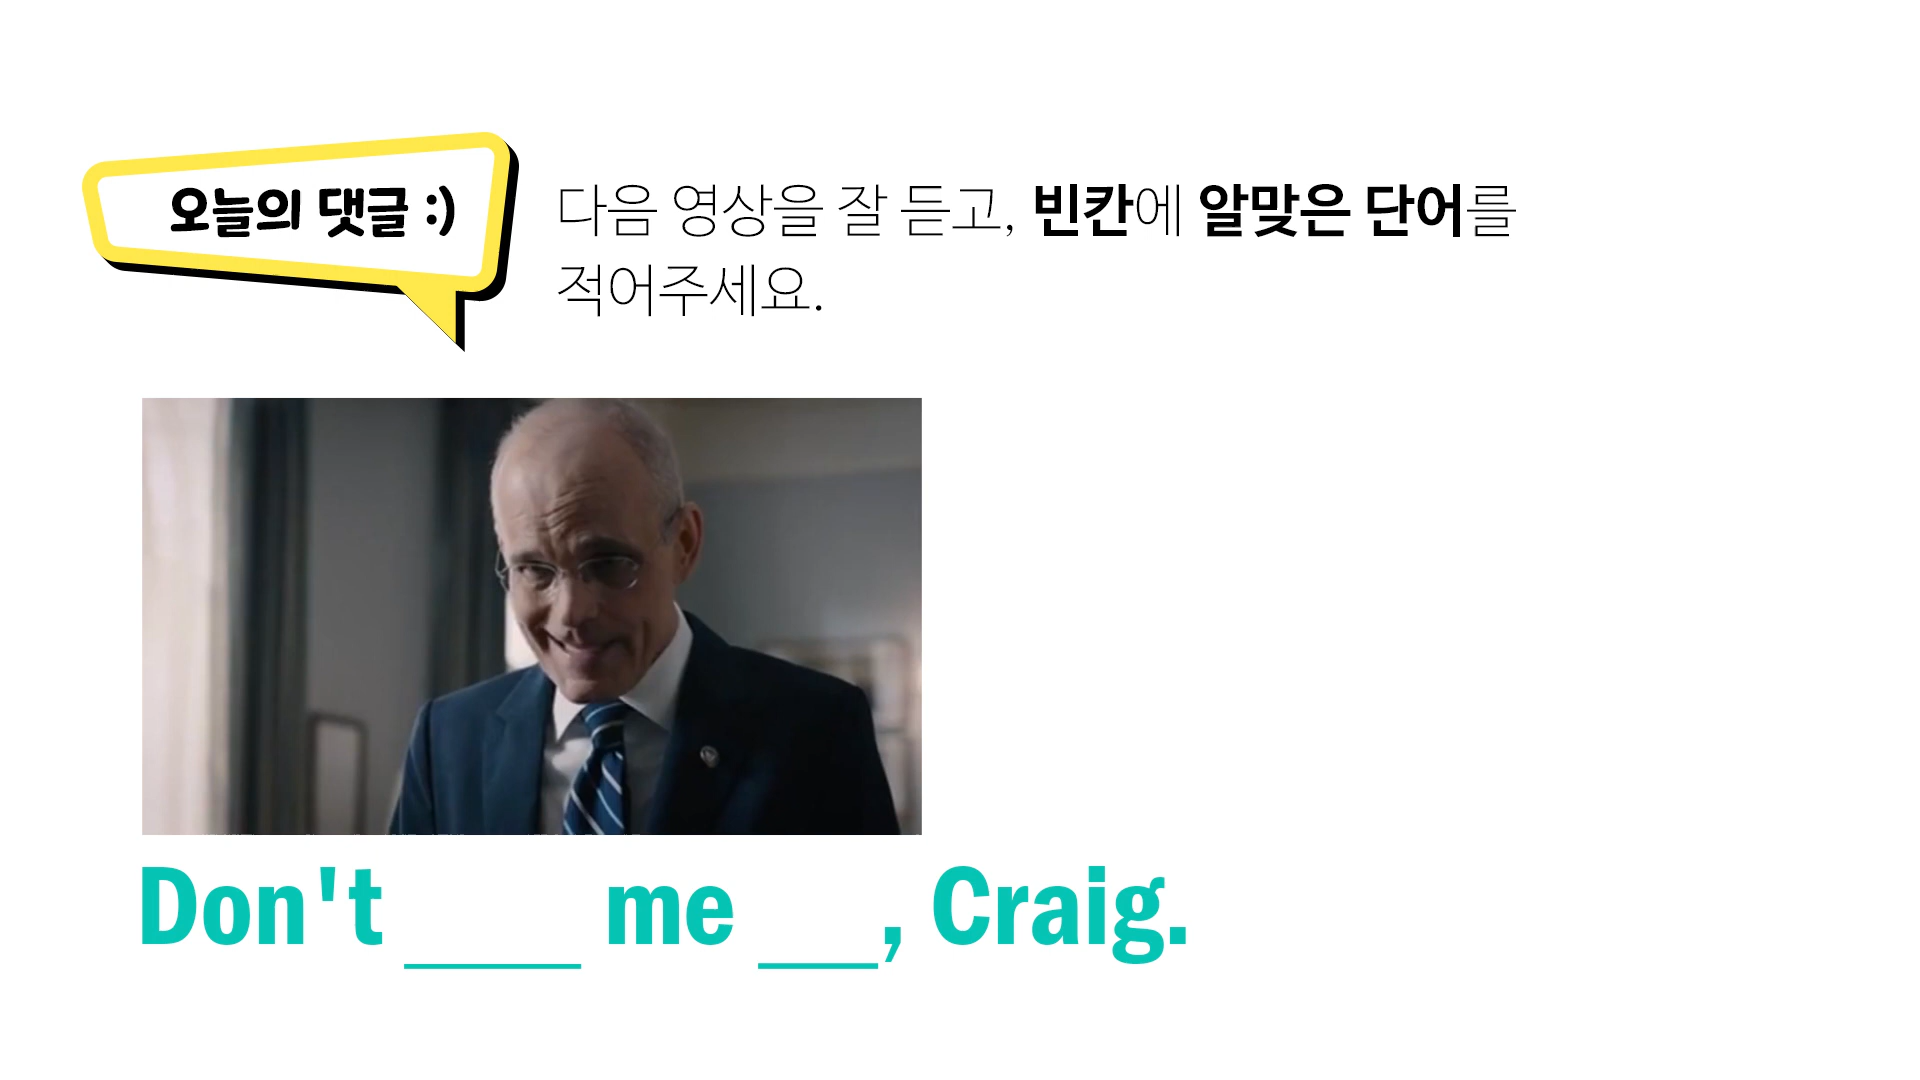 오늘의 댓글 :)
다음 영상을 잘 듣고, 빈칸에 알맞은 단어를
적어주세요.
Don't ___ me __, Craig.